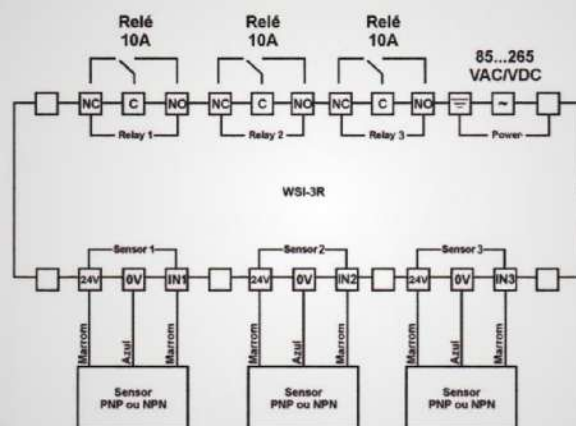 Relé
10A
Relé
10A
Relé
10A
85...265
VAC/VDC
NC C NO NC C NO NC C NO ~
Relay 1 Relay 2 Relay 3 Power
WSI-3R
Sensor 1 Sensor 2 Sensor 3
24V 0V IN1 24V 0V IN2 24V 0V IN3
Marrom Azul Marrom Marrom Azul Marrom Marrom Azul Marrom
Sensor
PNP ou NPN
Sensor
PNP ou NPN
Sensor
PNP ou NPN